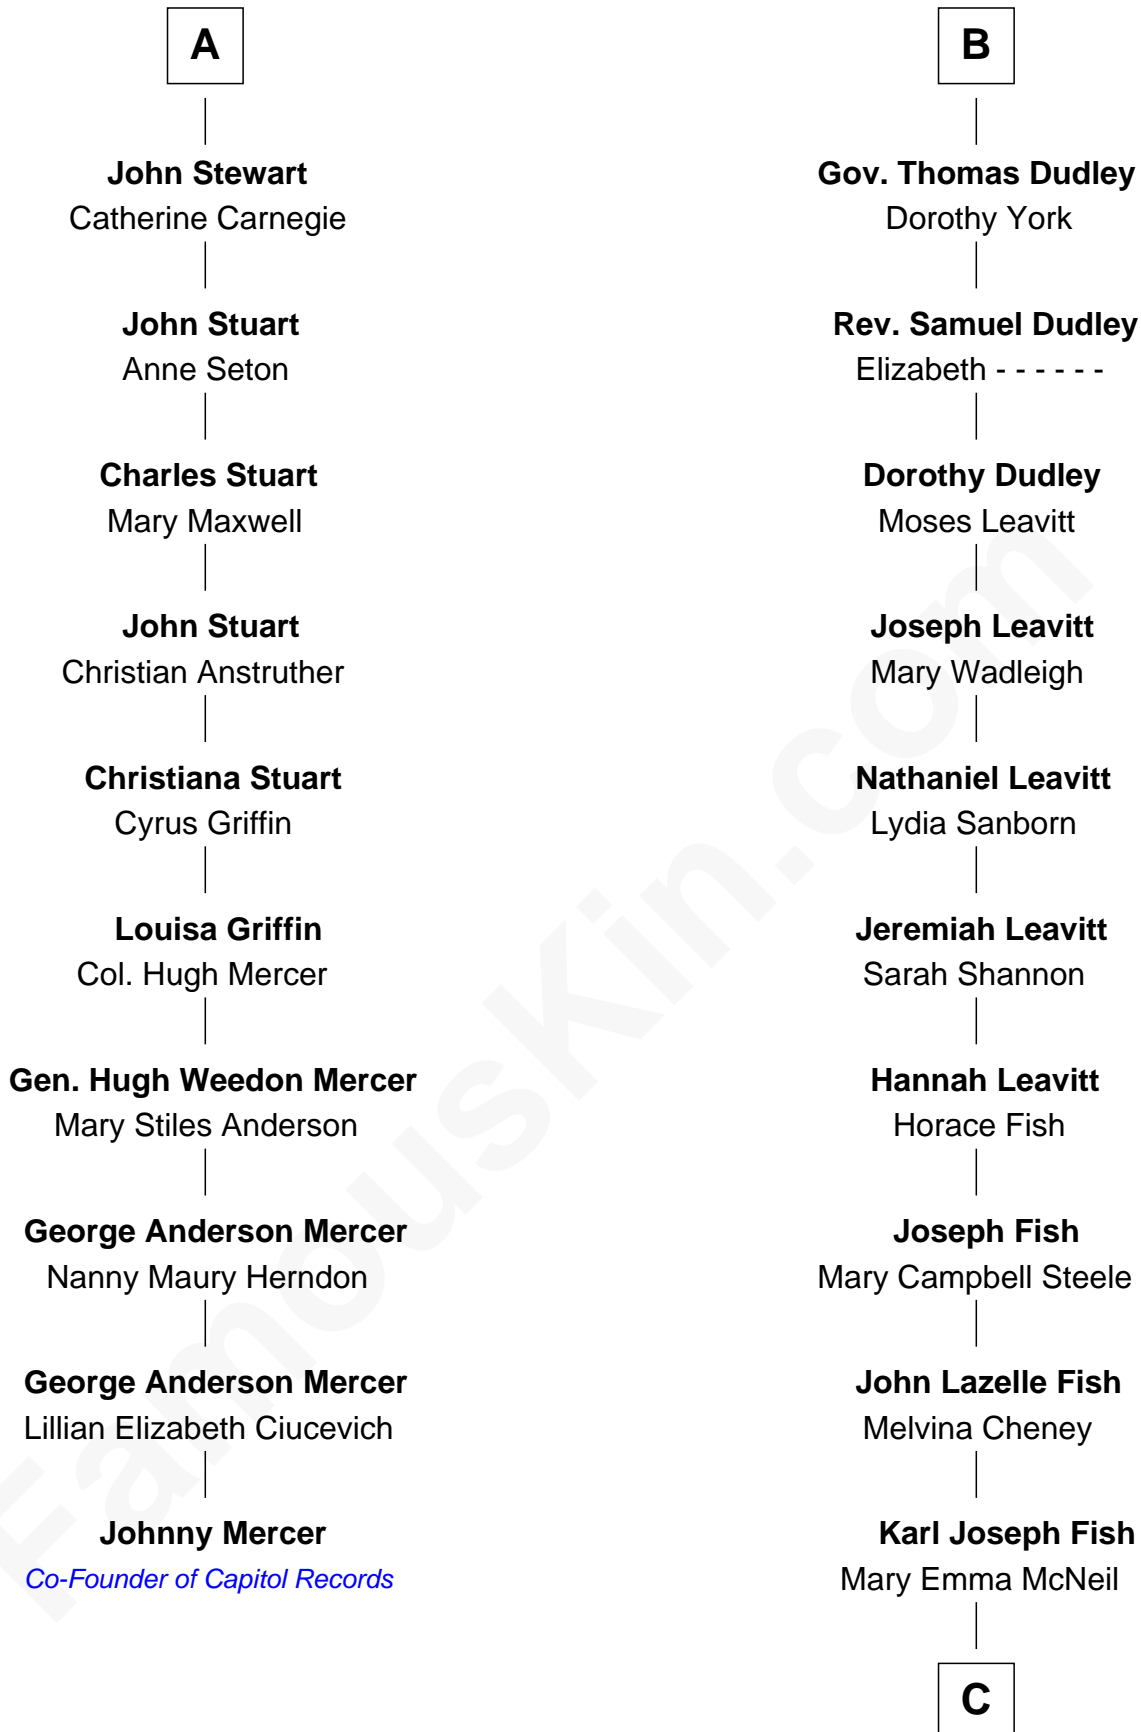 A
John Stewart
Catherine Carnegie
John Stuart
Anne Seton
Charles Stuart
Mary Maxwell
John Stuart
Christian Anstruther
Christiana Stuart
Cyrus Griffin
Louisa Griffin
Col. Hugh Mercer
Gen. Hugh Weedon Mercer
Mary Stiles Anderson
George Anderson Mercer
Nanny Maury Herndon
George Anderson Mercer
Lillian Elizabeth Ciucevich
Johnny Mercer
Co-Founder of Capitol Records
B
Gov. Thomas Dudley
Dorothy York
Rev. Samuel Dudley
Elizabeth - - - - - -
Dorothy Dudley
Moses Leavitt
Joseph Leavitt
Mary Wadleigh
Nathaniel Leavitt
Lydia Sanborn
Jeremiah Leavitt
Sarah Shannon
Hannah Leavitt
Horace Fish
Joseph Fish
Mary Campbell Steele
John Lazelle Fish
Melvina Cheney
Karl Joseph Fish
Mary Emma McNeil
C
FamousKin.com